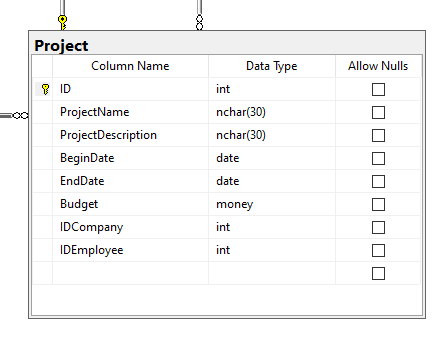 Project
Column Name Data Type Allow Nulls
ID int
ProjectName nchar(30)
ProjectDescription nchar(30)
BeginDate date
EndDate date
Budget money
IDCompany int
IDEmployee int